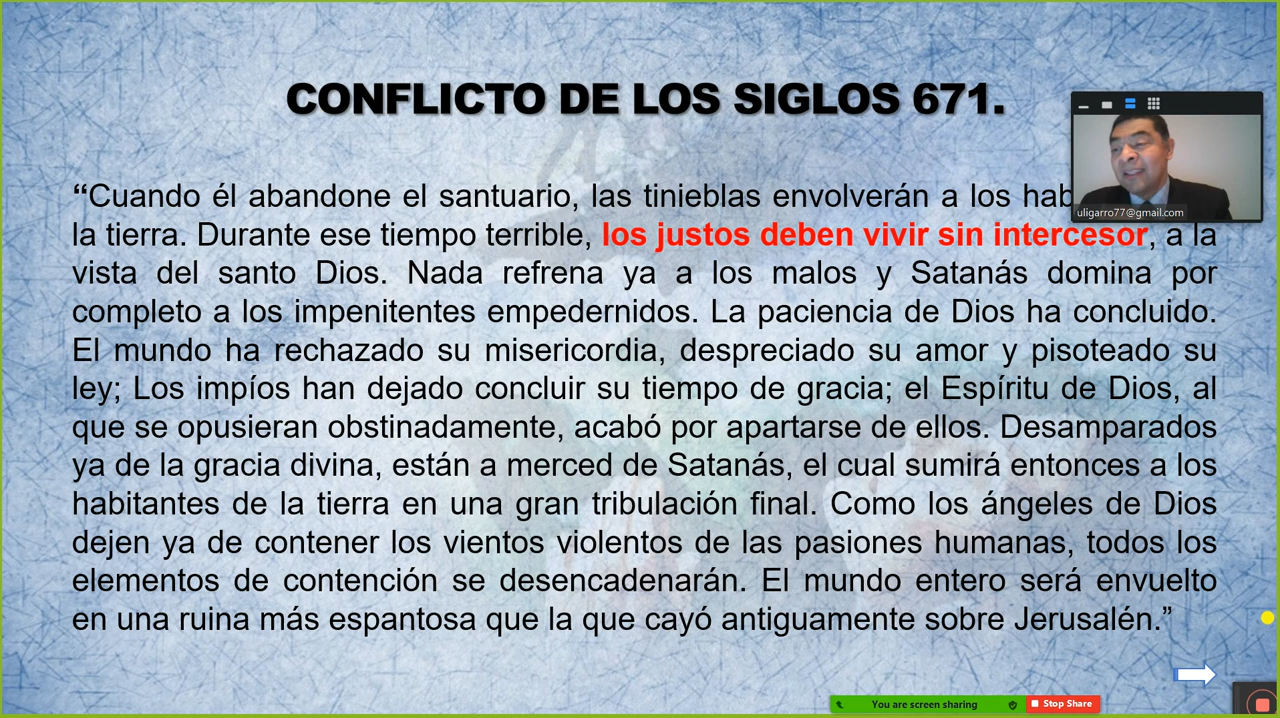 CONFLICTO DE LOS SIGLOS 671.
“Cuando él abandone el santuario, las tinieblas envolverán a los
la tierra. Durante ese tiempo terrible, los justos deben vivir sin intercesor, a la
vista del santo Dios. Nada refrena ya a los malos y Satanás domina por
completo a los impenitentes empedernidos. La paciencia de Dios ha concluido.
El mundo ha rechazado su misericordia, despreciado su amor y pisoteado su
ley; Los impíos han dejado concluir su tiempo de gracia; el Espíritu de Dios, al
que se opusieran obstinadamente, acabó por apartarse de ellos. Desamparados
ya de la gracia divina, están a merced de Satanás, el cual sumirá entonces a los
habitantes de la tierra en una gran tribulación final. Como los ángeles de Dios
dejen ya de contener los vientos violentos de las pasiones humanas, todos los
elementos de contención se desencadenarán. El mundo entero será envuelto
en una ruina más espantosa que la que cayó antiguamente sobre Jerusalén.”
uligarro77@gmail.com
You are screen sharing
Stop Share